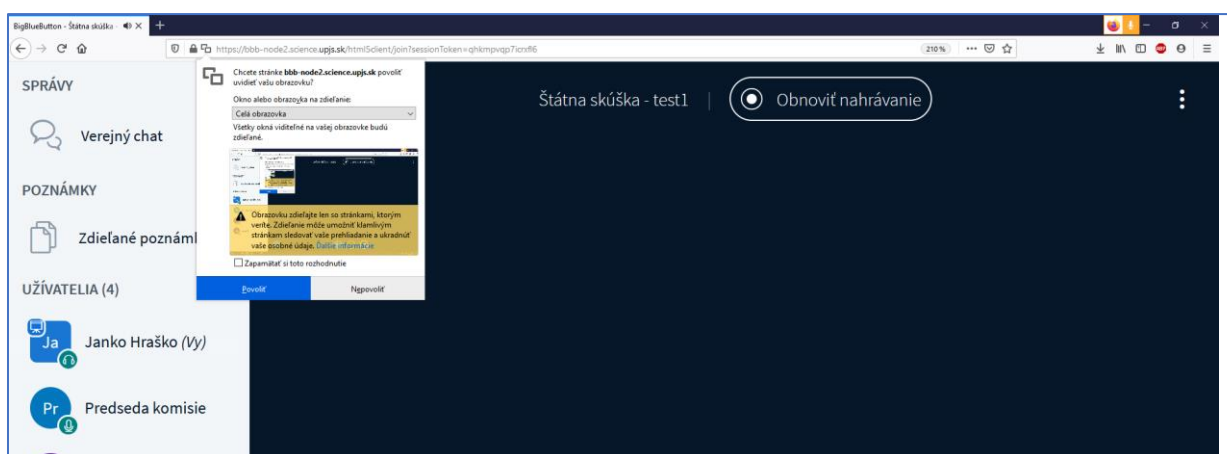 BigBlueButton - Štátna skúška -
https://bbb-node2.science.upjs.sk/html5client/join?sessionToken=qhkmpvqp7icrxfl6
210%
SPRÁVY
Verejný chat
POZNÁMKY
Zdieľané poznáml
UŽÍVATELIA (4)
Ja
Janko Hraško (Vy)
Pr
Predseda komisie
Chcete stránke bbb-node2.science.upjs.sk povoliť
uvidieť vašu obrazovku?
Okno alebo obrazovka na zdieľanie:
Celá obrazovka
Všetky okná viditeľné na vašej obrazovke budú
zdieľané.
Obrazovku zdieľajte len so stránkami, ktorým
veríte. Zdieľanie môže umožniť klamlivým
stránkam sledovať vaše prehliadanie a ukradnúť
vaše osobné údaje. Ďalšie informácie
Zapamätať si toto rozhodnutie
Povoliť
Nepovoliť
Štátna skúška - test1
Obnoviť nahrávanie